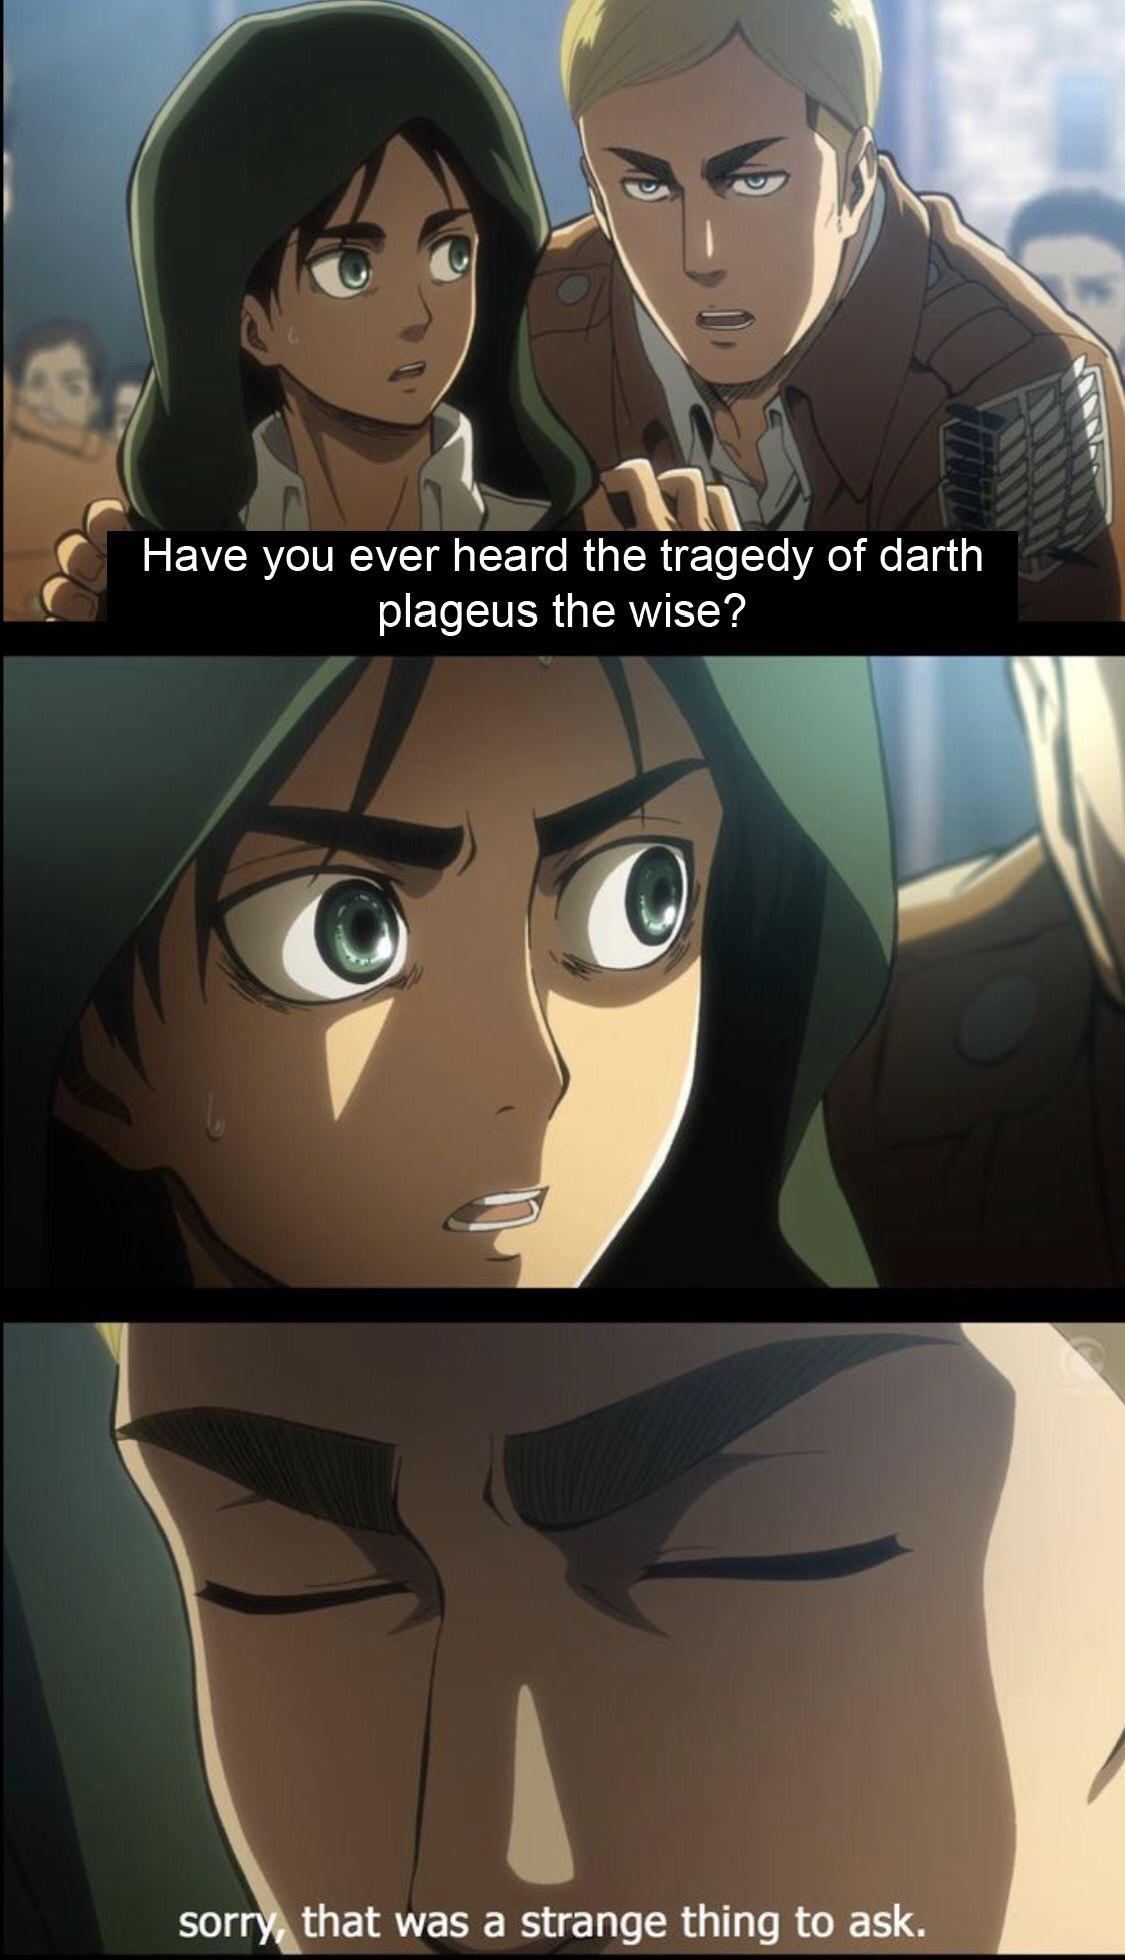 Have you ever heard the tragedy of darth
plageus the wise?
sorry, that was a strange thing to ask.